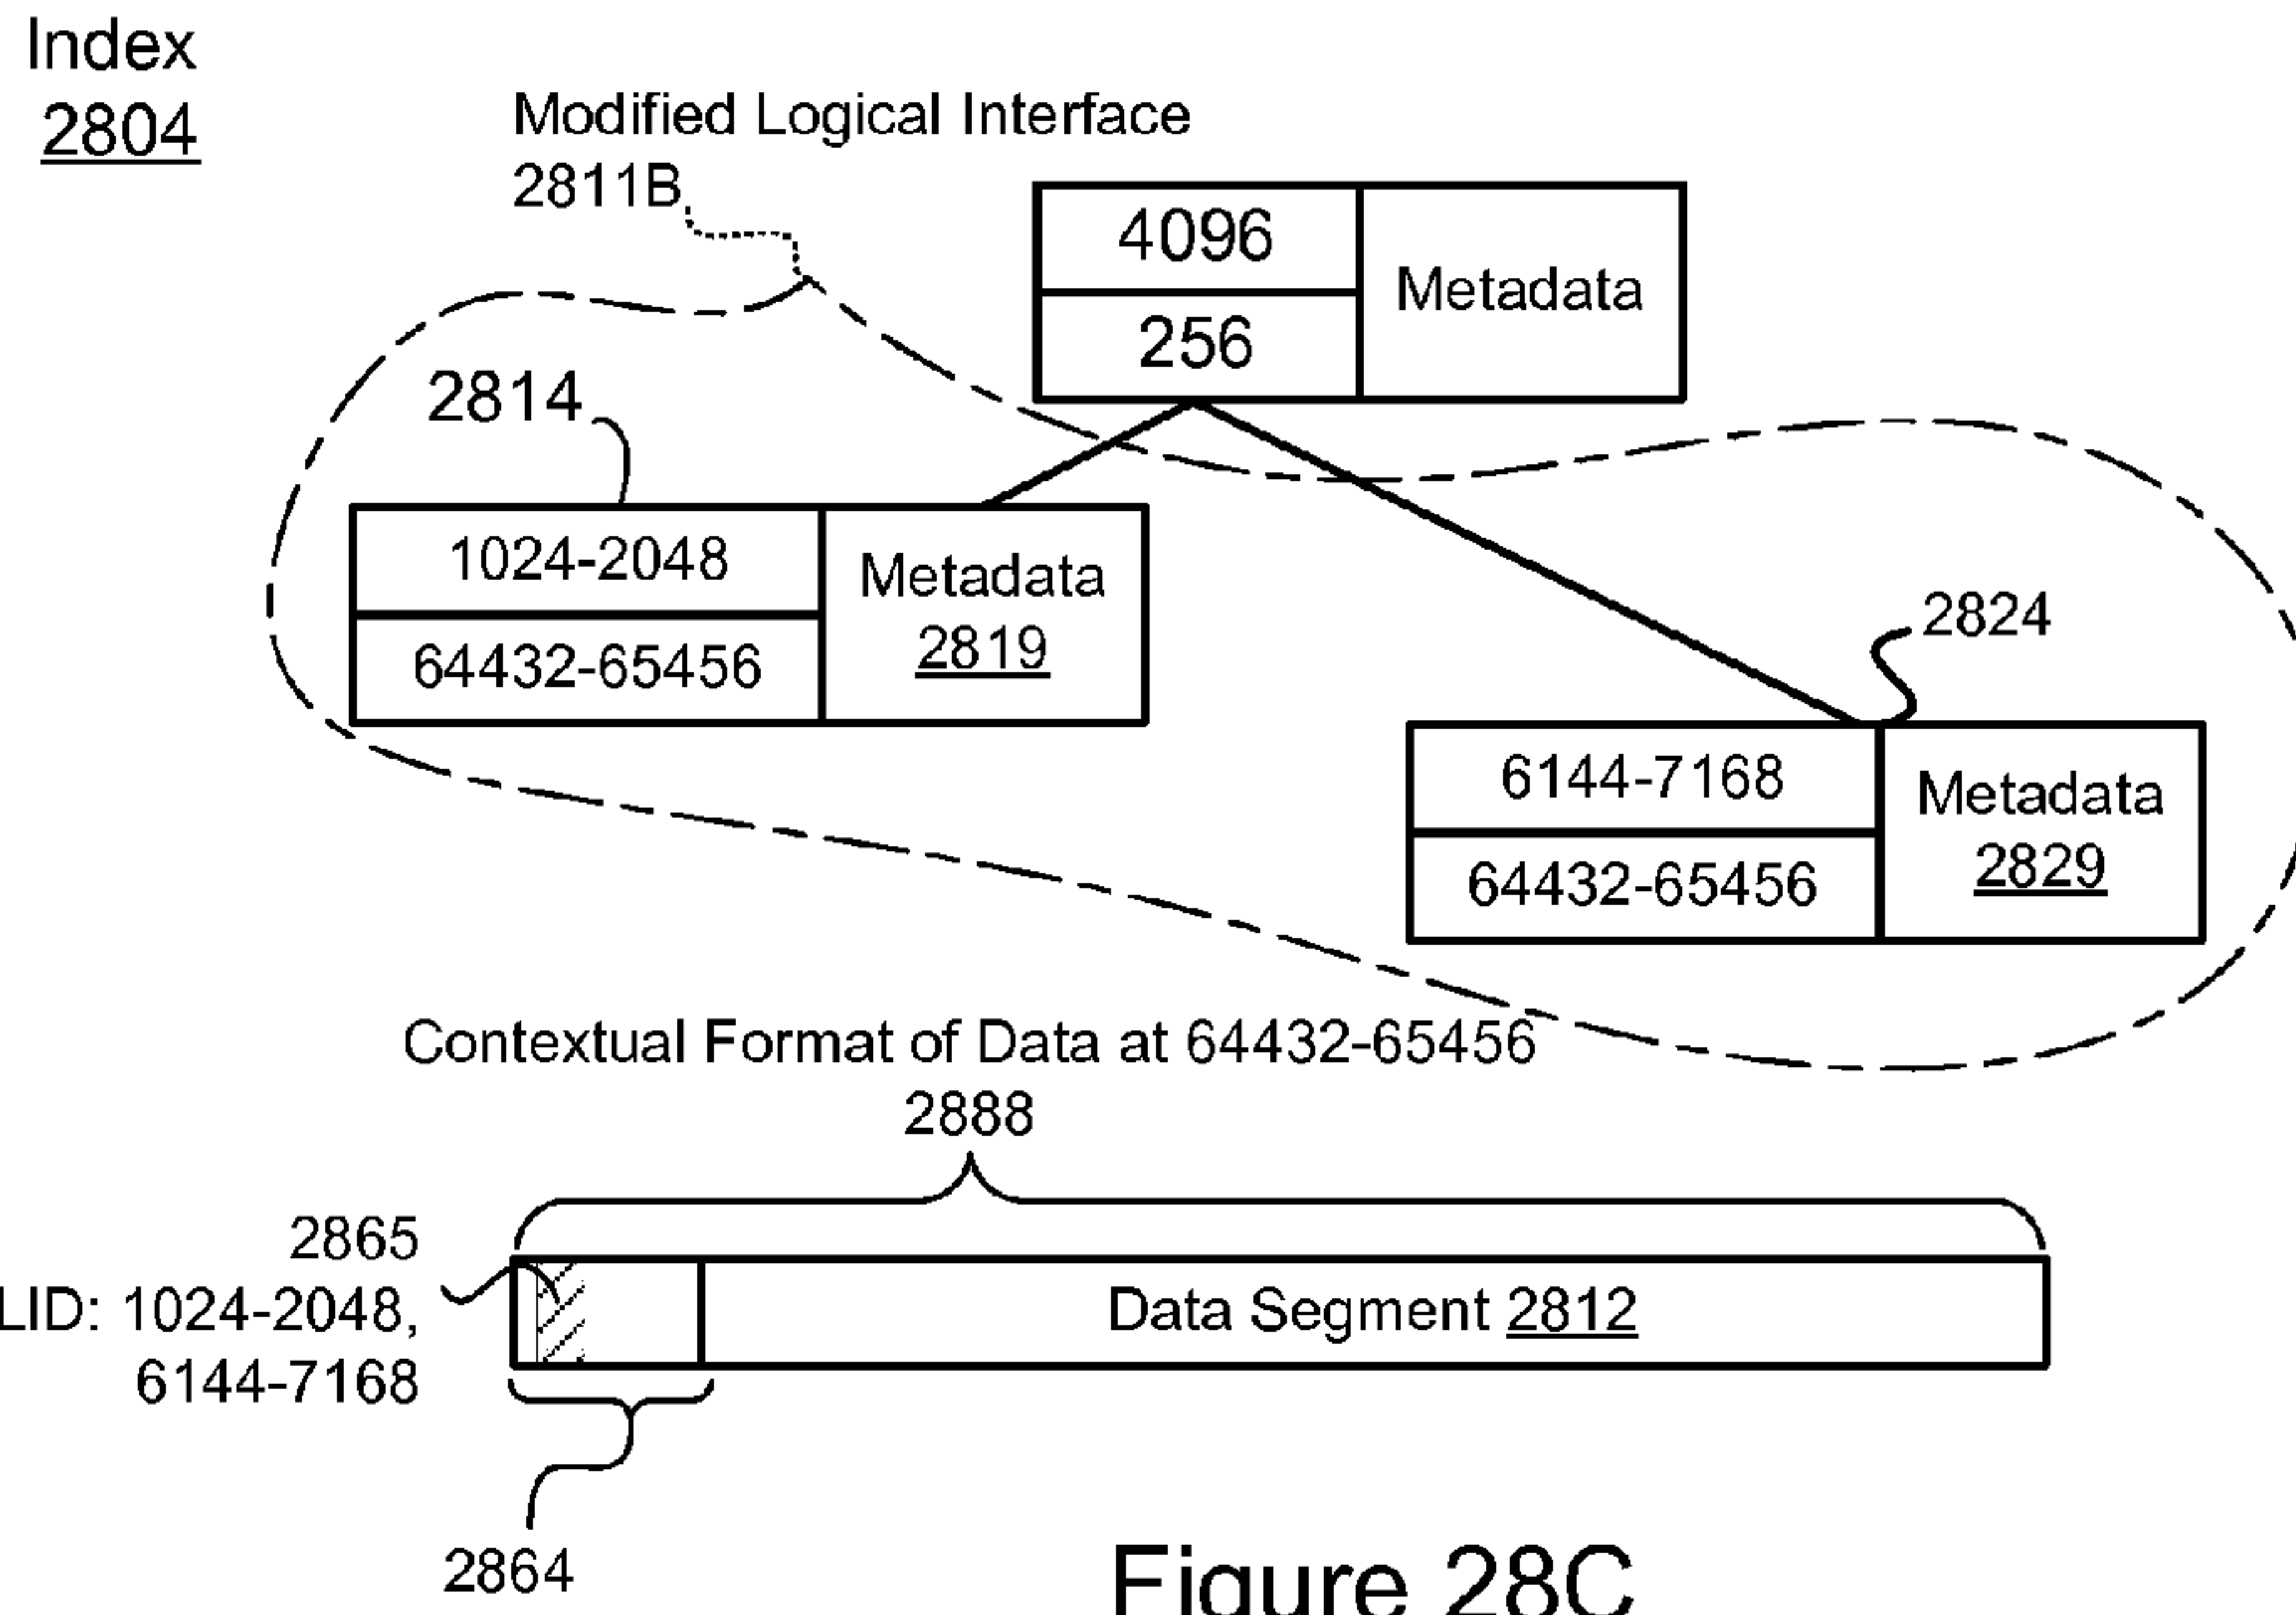 Index
2804
Modified Logical Interface
2811B
4096
256
Metadata
2814
1024-2048
64432-65456
Metadata
2819
2824
6144-7168
64432-65456
Metadata
2829
Contextual Format of Data at 64432-65456
2888
2865
LID: 1024-2048,
6144-7168
Data Segment 2812
2864
Figure 28C